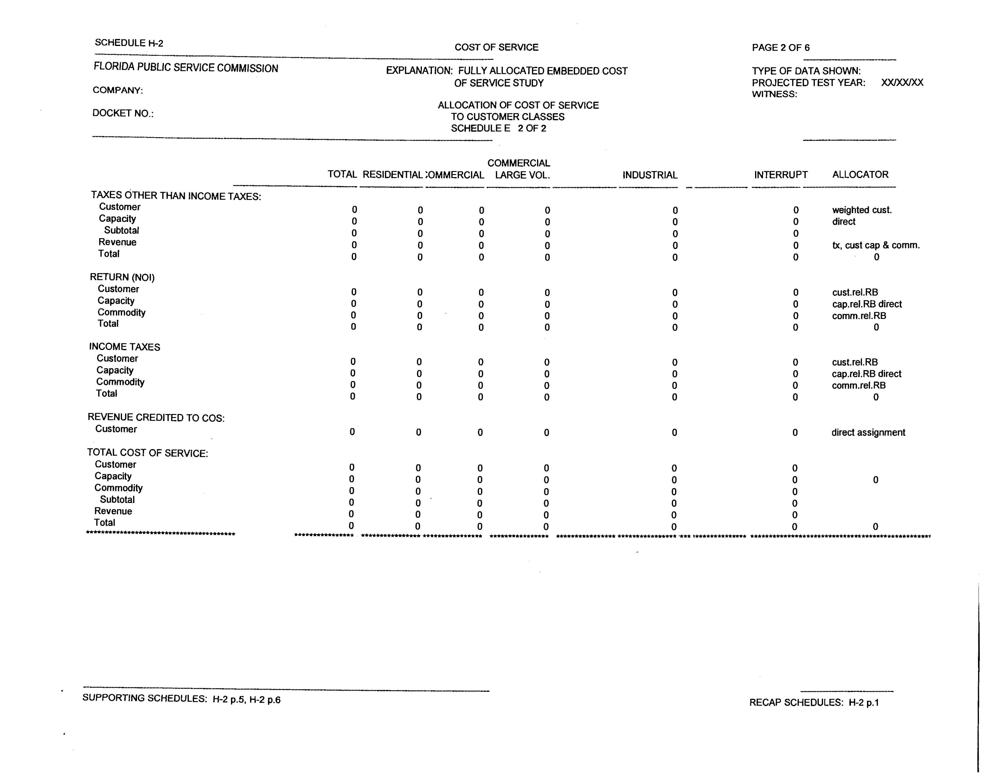 SCHEDULE H-2 COST OF SERVICE PAGE 2 OF 6
FLORIDA PUBLIC SERVICE COMMISSION EXPLANATION: FULLY ALLOCATED EMBEDDED COST TYPE OF DATA SHOWN:
OF SERVICE STUDY PROJECTED TEST YEAR: XX/XX/XX
COMPANY: WITNESS:
ALLOCATION OF COST OF SERVICE
DOCKET NO.: TO CUSTOMER CLASSES
SCHEDULE E 2 OF 2
COMMERCIAL
TOTAL RESIDENTIAL :OMMERCIAL LARGE VOL. INDUSTRIAL INTERRUPT ALLOCATOR
TAXES OTHER THAN INCOME TAXES:
Customer 0 0 0 0 0 0 weighted cust.
Capacity 0 0 0 0 0 0 direct
Subtotal 0 0 0 0 0 0
Revenue 0 0 0 0 0 0 tx, cust cap & comm.
Total 0 0 0 0 0 0 0
RETURN (NOI)
Customer 0 0 0 0 0 0 cust.rel.RB
Capacity 0 0 0 0 0 0 cap.rel.RB direct
Commodity 0 0 0 0 0 0 comm.rel.RB
Total 0 0 0 0 0 0 0
INCOME TAXES
Customer 0 0 0 0 0 0 cust.rel.RB
Capacity 0 0 0 0 0 0 cap.rel.RB direct
Commodity 0 0 0 0 0 0 comm.rel.RB
Total 0 0 0 0 0 0 0
REVENUE CREDITED TO COS:
Customer 0 0 0 0 0 0 direct assignment
TOTAL COST OF SERVICE:
Customer 0 0 0 0 0 0
Capacity 0 0 0 0 0 0 0
Commodity 0 0 0 0 0 0
Subtotal 0 0 0 0 0 0
Revenue 0 0 0 0 0 0
Total 0 0 0 0 0 0 0
SUPPORTING SCHEDULES: H-2 p.5, H-2 p.6 RECAP SCHEDULES: H-2 p.1